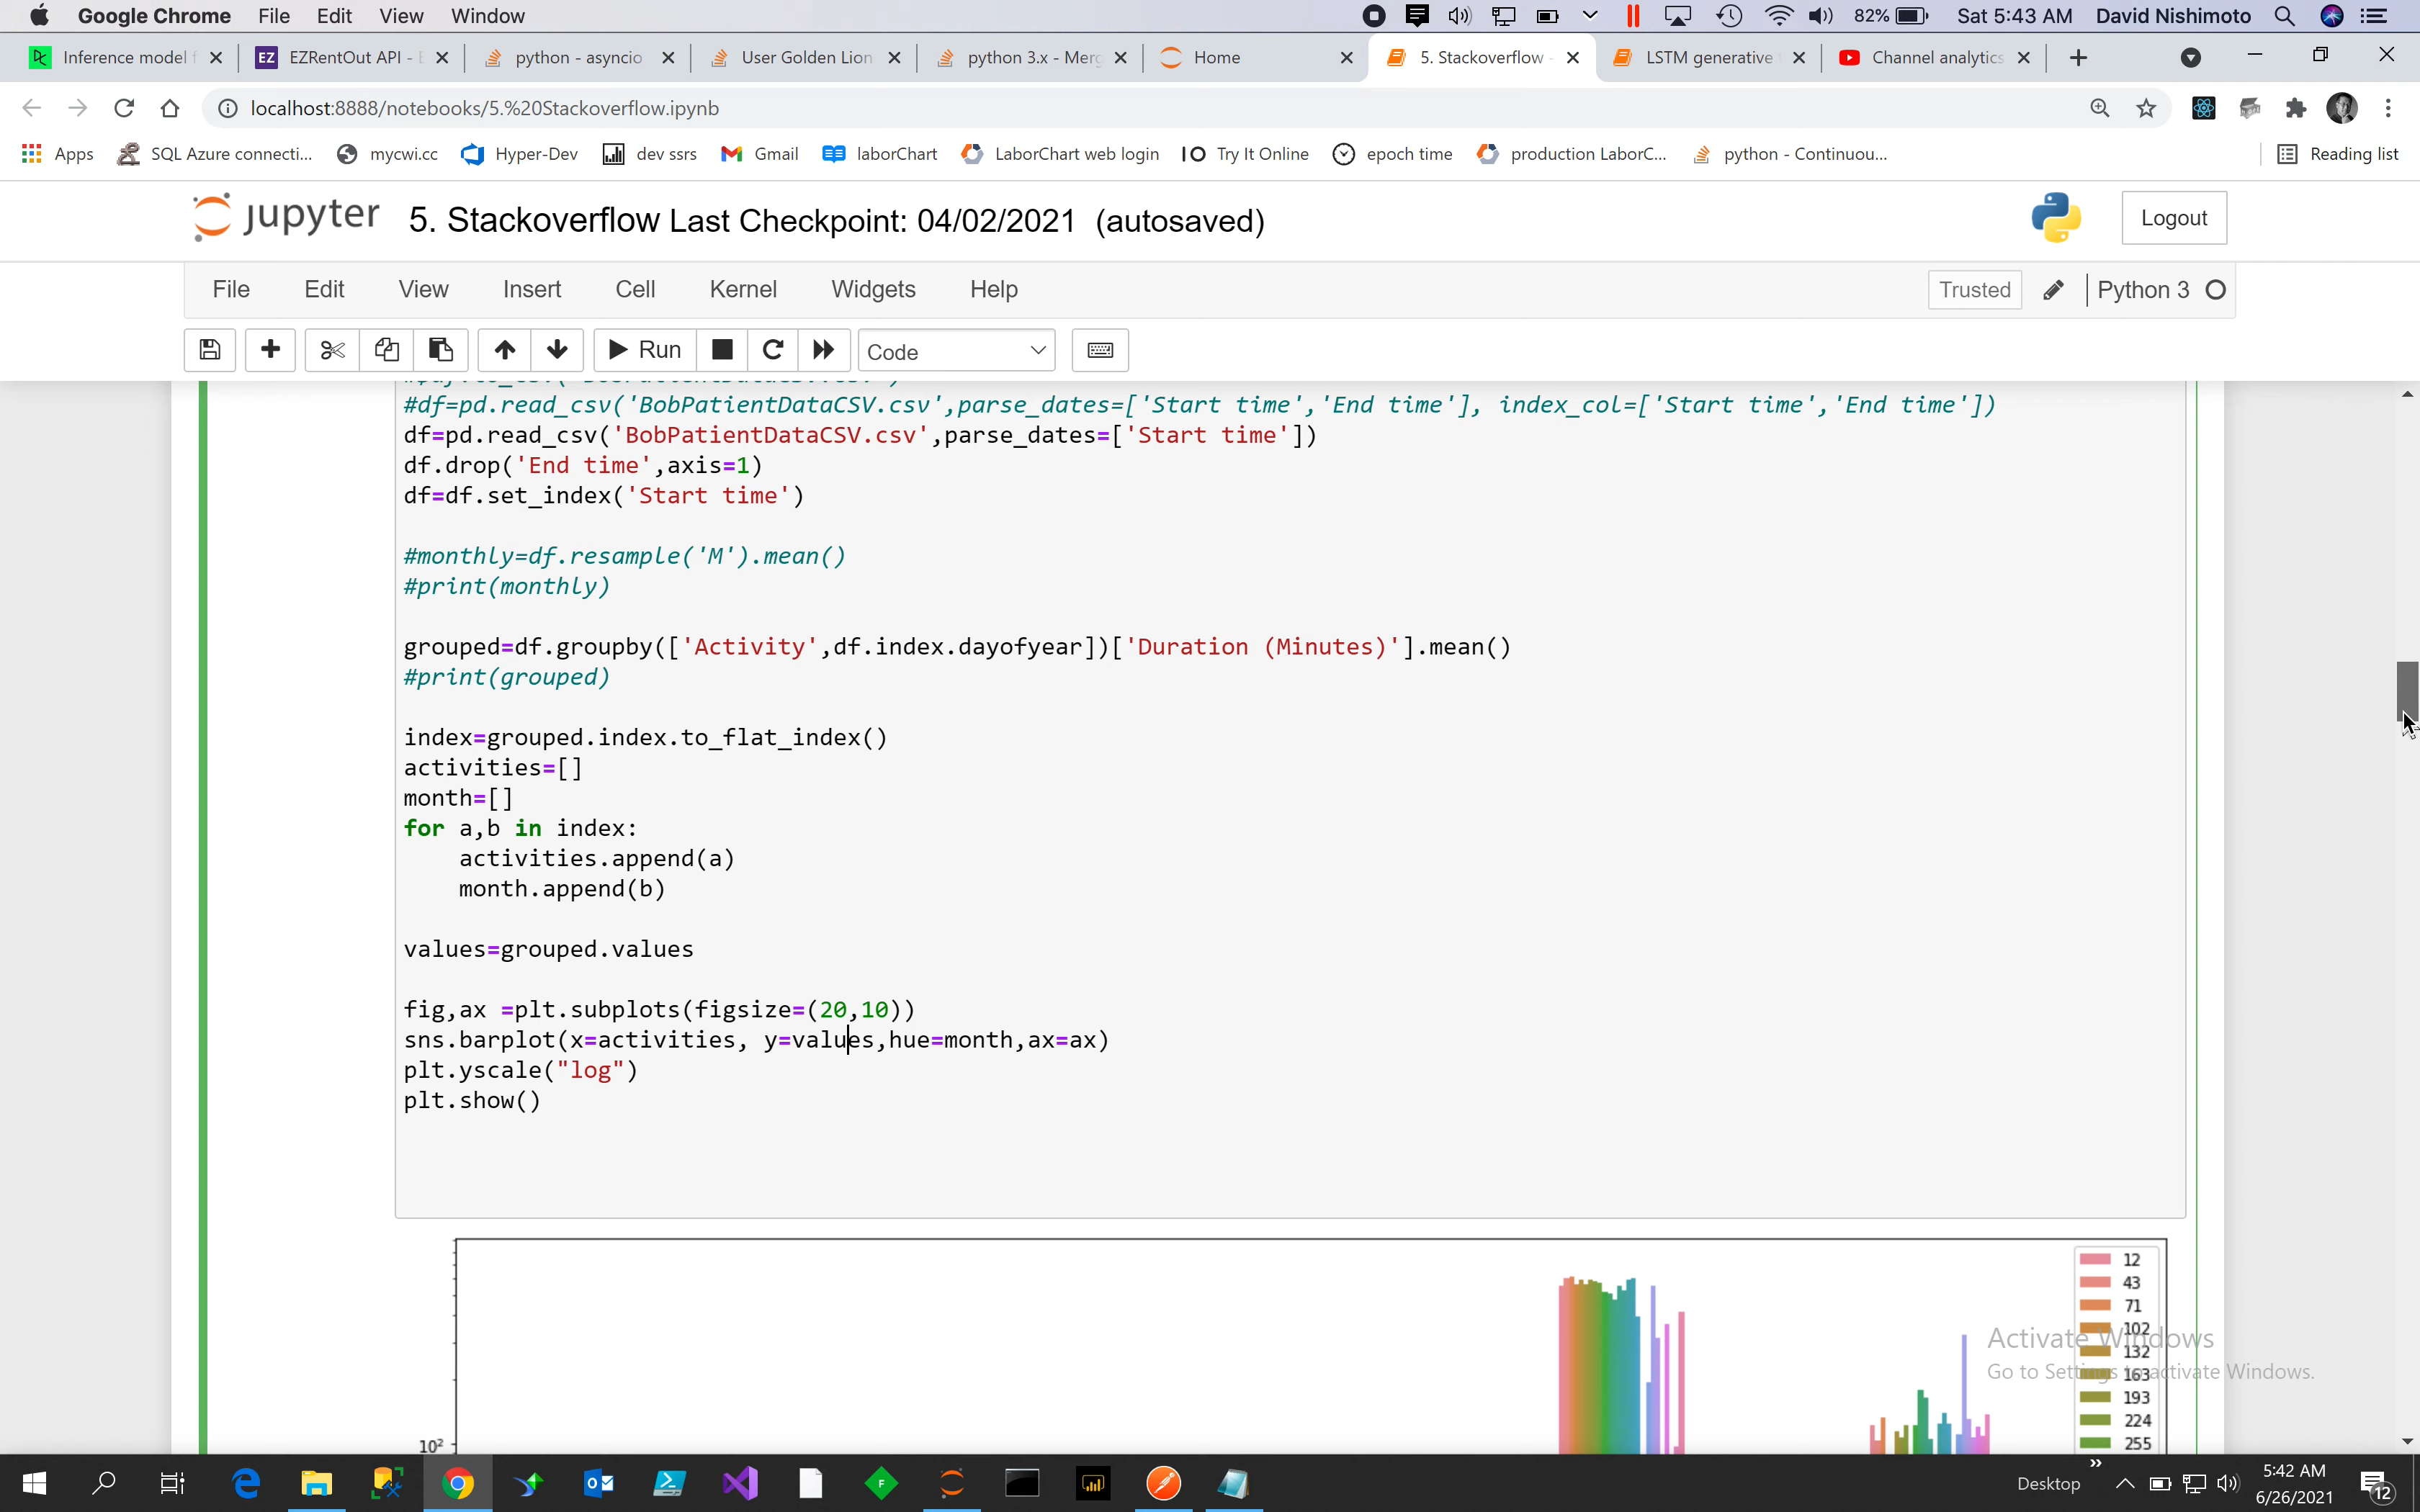 Google Chrome File Edit View Window 82% Sat 5:43 AM David Nishimoto
Inference model f EZRentOut API - E python - asyncio User Golden Lion python 3.x - Merg Home 5. Stackoverflow - LSTM generative Channel analytics
localhost:8888/notebooks/5.%20Stackoverflow.ipynb
Apps SQL Azure connecti... mycwi.cc Hyper-Dev dev ssrs Gmail laborChart LaborChart web login Try It Online epoch time production LaborC... python - Continuou... Reading list
jupyter 5. Stackoverflow Last Checkpoint: 04/02/2021 (autosaved) Logout
File Edit View Insert Cell Kernel Widgets Help Trusted Python 3
Run Code
#df=pd.read_csv('BobPatientDataCSV.csv',parse_dates=['Start time','End time'], index_col=['Start time','End time'])
df=pd.read_csv('BobPatientDataCSV.csv',parse_dates=['Start time'])
df.drop('End time',axis=1)
df=df.set_index('Start time')
#monthly=df.resample('M').mean()
#print(monthly)
grouped=df.groupby(['Activity',df.index.dayofyear])['Duration (Minutes)'].mean()
#print(grouped)
index=grouped.index.to_flat_index()
activities=[]
month=[]
for a,b in index:
activities.append(a)
month.append(b)
values=grouped.values
fig,ax =plt.subplots(figsize=(20,10))
sns.barplot(x=activities, y=values,hue=month,ax=ax)
plt.yscale("log")
plt.show()
12
43
71
102
132
163
193
224
255
10²
Activate Windows
Go to Settings to activate Windows.
Desktop 5:42 AM
6/26/2021 12